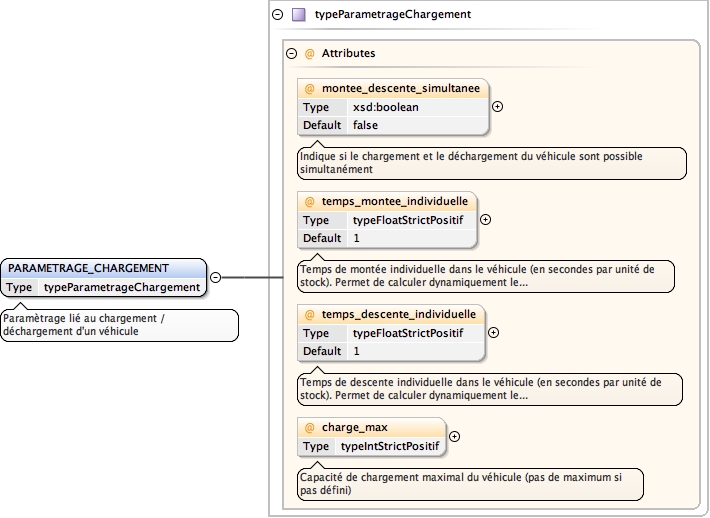 typeParametrageChargement
@ Attributes
@ montee_descente_simultanee
Type xsd:boolean
Default false
Indique si le chargement et le déchargement du véhicule sont possible
simultanément
@ temps_montee_individuelle
Type typeFloatStrictPositif
Default 1
Temps de montée individuelle dans le véhicule (en secondes par unité de
stock). Permet de calculer dynamiquement le...
PARAMETRAGE_CHARGEMENT
Type typeParametrageChargement
Paramètrage lié au chargement /
déchargement d'un véhicule
@ temps_descente_individuelle
Type typeFloatStrictPositif
Default 1
Temps de descente individuelle dans le véhicule (en secondes par unité de
stock). Permet de calculer dynamiquement le...
@ charge_max
Type typeIntStrictPositif
Capacité de chargement maximal du véhicule (pas de maximum si
pas défini)